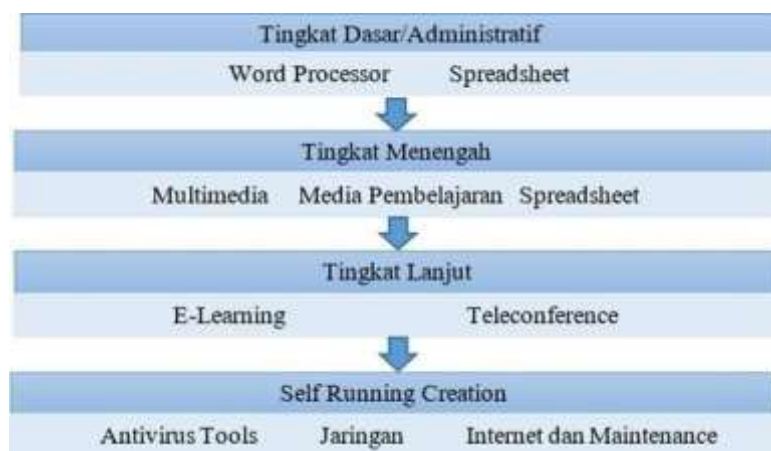 Tingkat Dasar/Administratif
Word Processor Spreadsheet
Tingkat Menengah
Multimedia Media Pembelajaran Spreadsheet
Tingkat Lanjut
E-Learning Teleconference
Self Running Creation
Antivirus Tools Jaringan Internet dan Maintenance